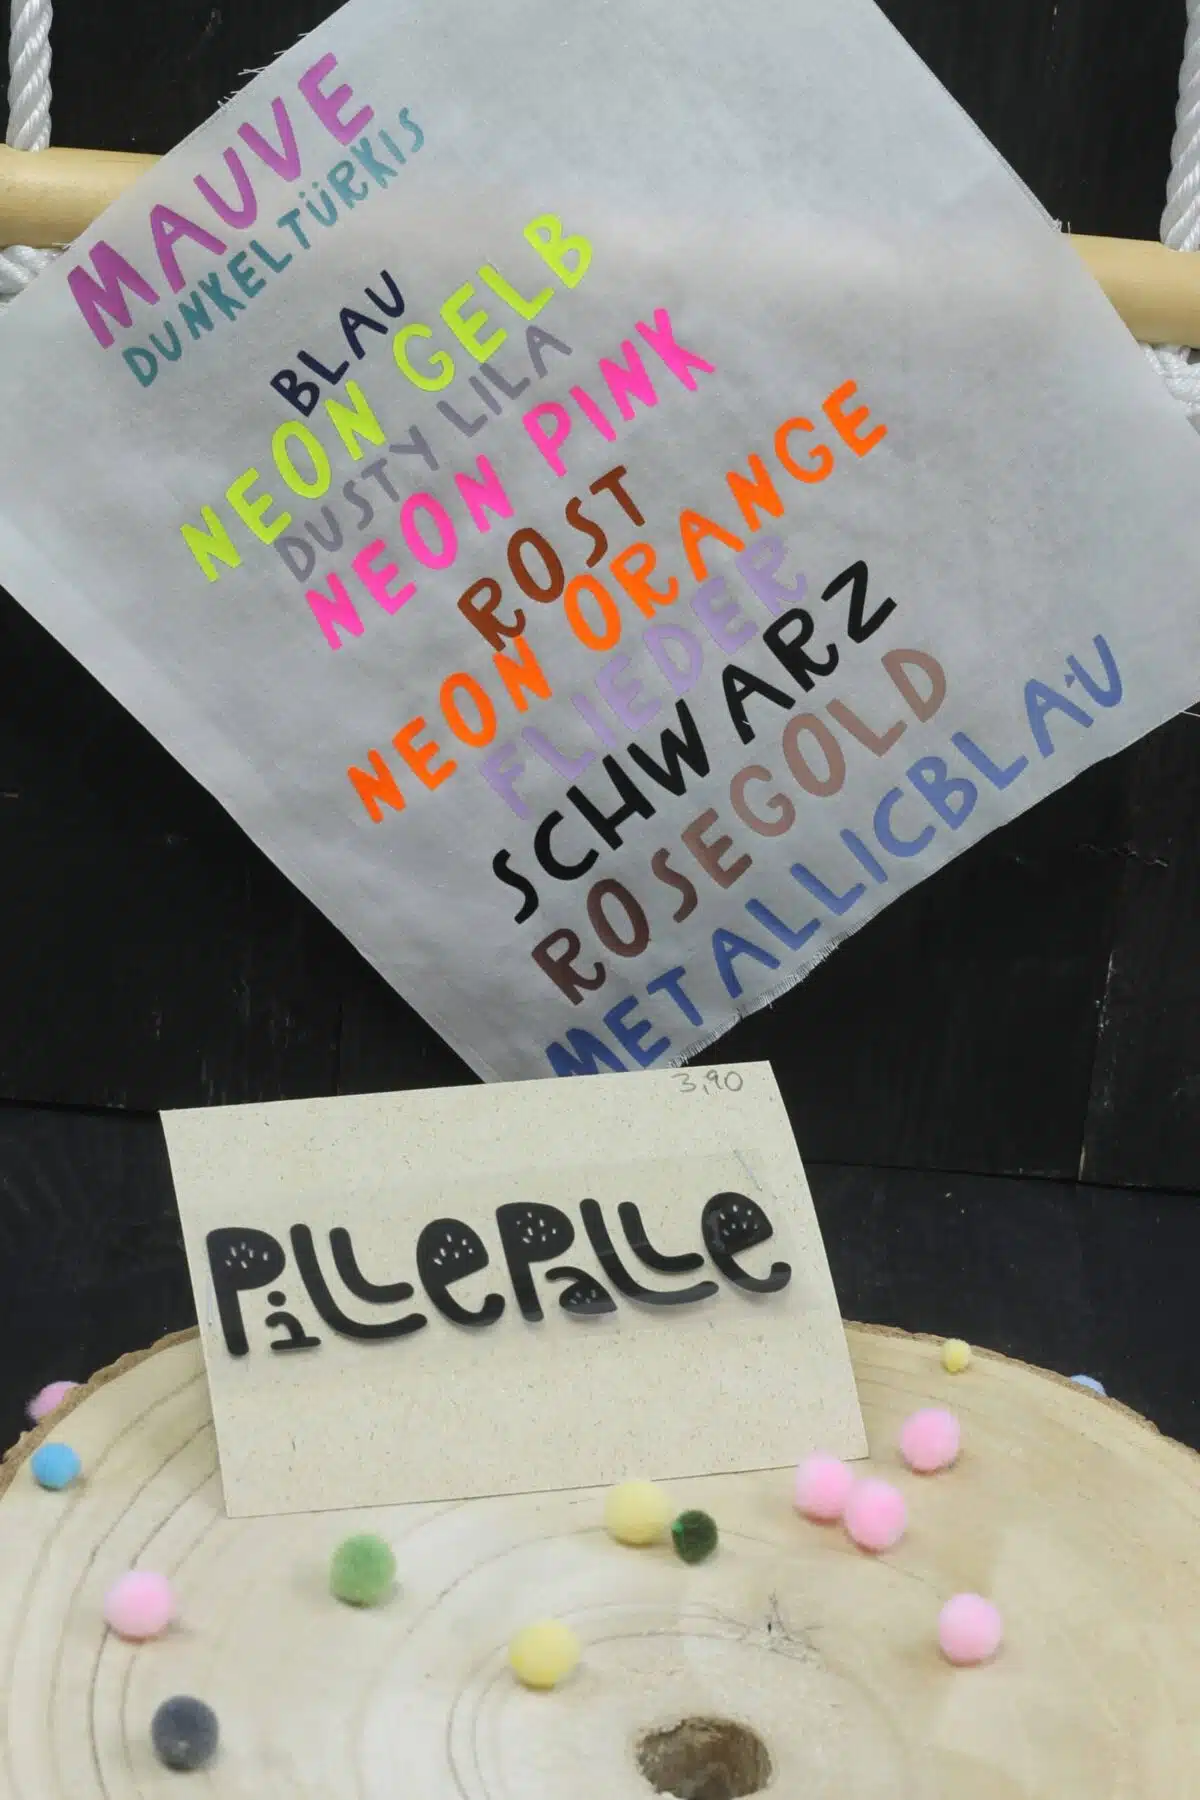 MAUVE
DUNKELTÜRKIS
BLAU
NEON GELB
DUSTY LILA
NEON PINK
ROST
NEON ORANGE
FLIEDER
SCHWARZ
ROSEGOLD
METALLICBLAU
3,90
PillePalle